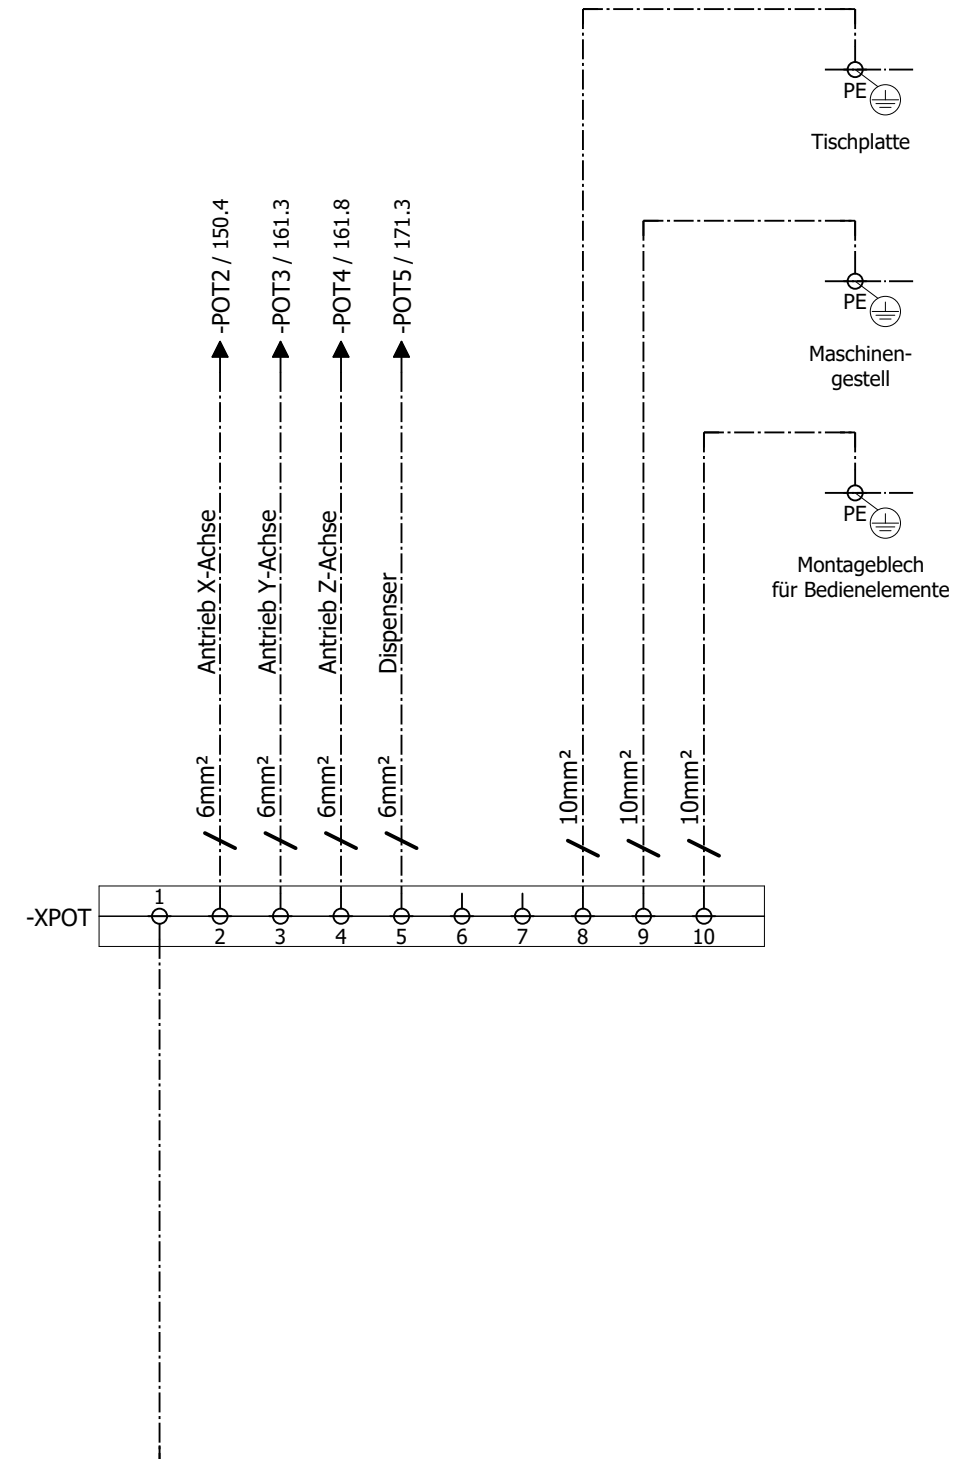 PE
Tischplatte
-POT2 / 150.4
-POT3 / 161.3
-POT4 / 161.8
-POT5 / 171.3
PE
Maschinen-
gestell
PE
Montageblech
für Bedienelemente
Antrieb X-Achse
Antrieb Y-Achse
Antrieb Z-Achse
Dispenser
6mm²
6mm²
6mm²
6mm²
10mm²
10mm²
10mm²
-XPOT
1
2
3
4
5
6
7
8
9
10